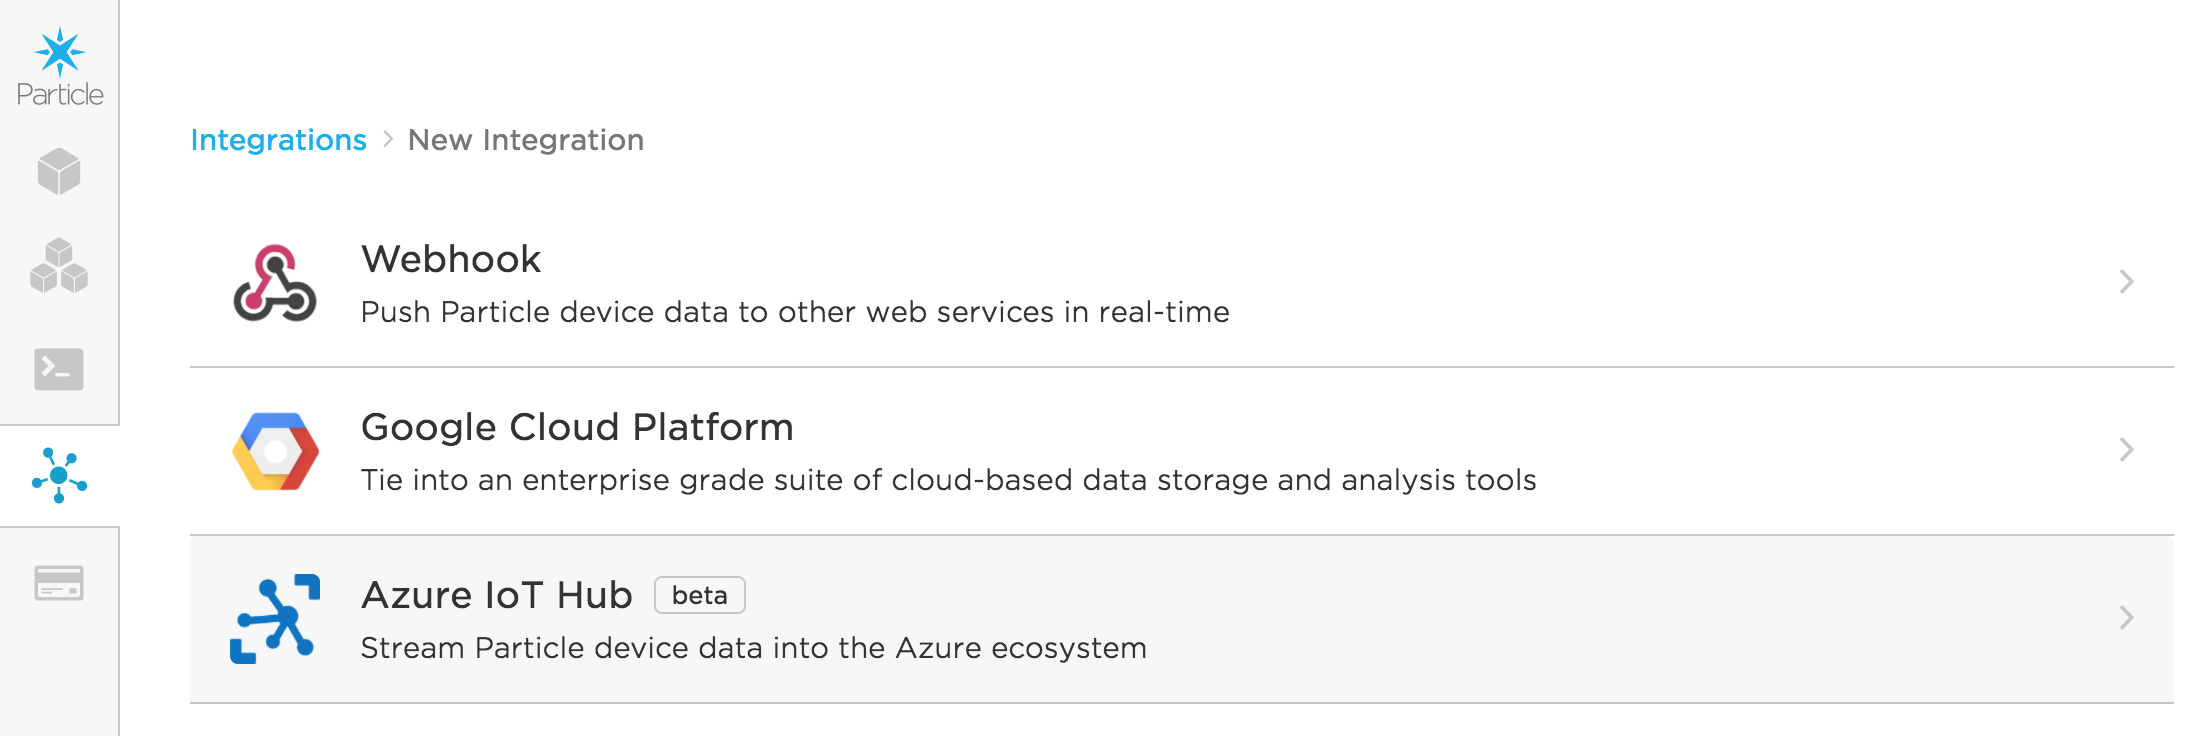 Particle
Integrations > New Integration
Webhook
Push Particle device data to other web services in real-time
Google Cloud Platform
Tie into an enterprise grade suite of cloud-based data storage and analysis tools
Azure IoT Hub beta
Stream Particle device data into the Azure ecosystem